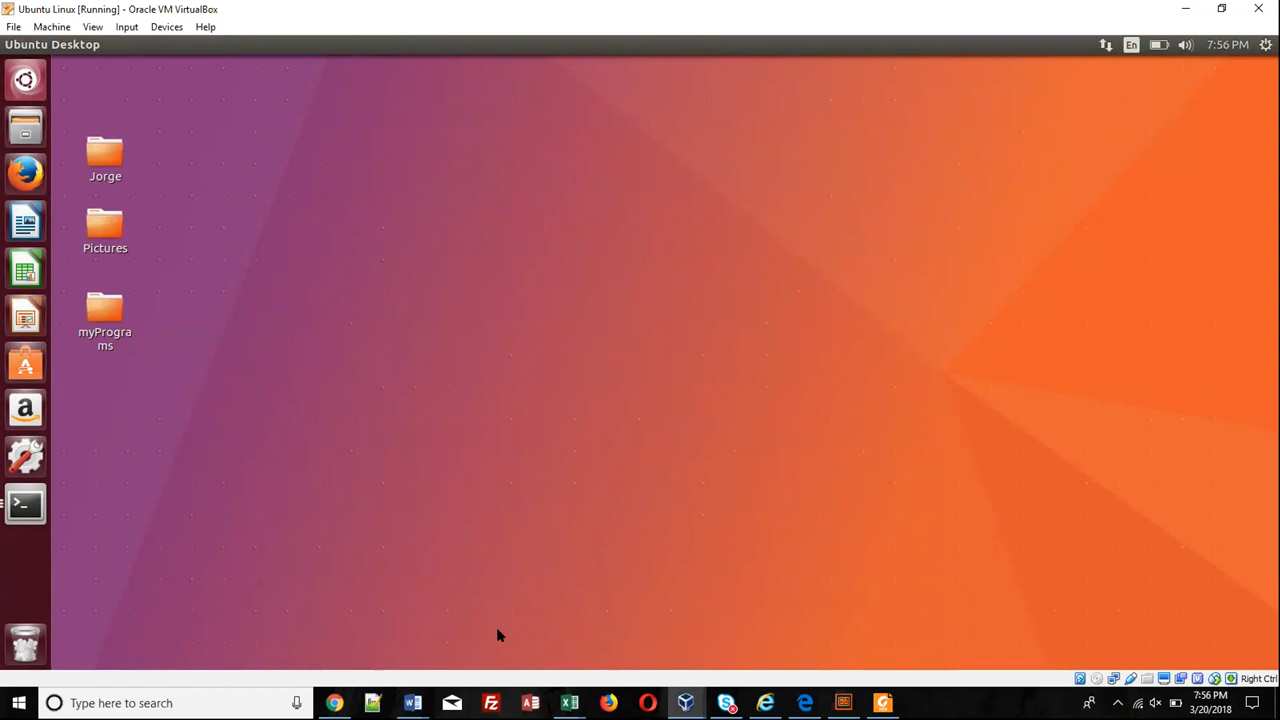 Ubuntu Linux [Running] - Oracle VM VirtualBox
File Machine View Input Devices Help
Ubuntu Desktop En 7:56 PM
Jorge
Pictures
myProgra
ms
Right Ctrl
Type here to search
7:56 PM
3/20/2018